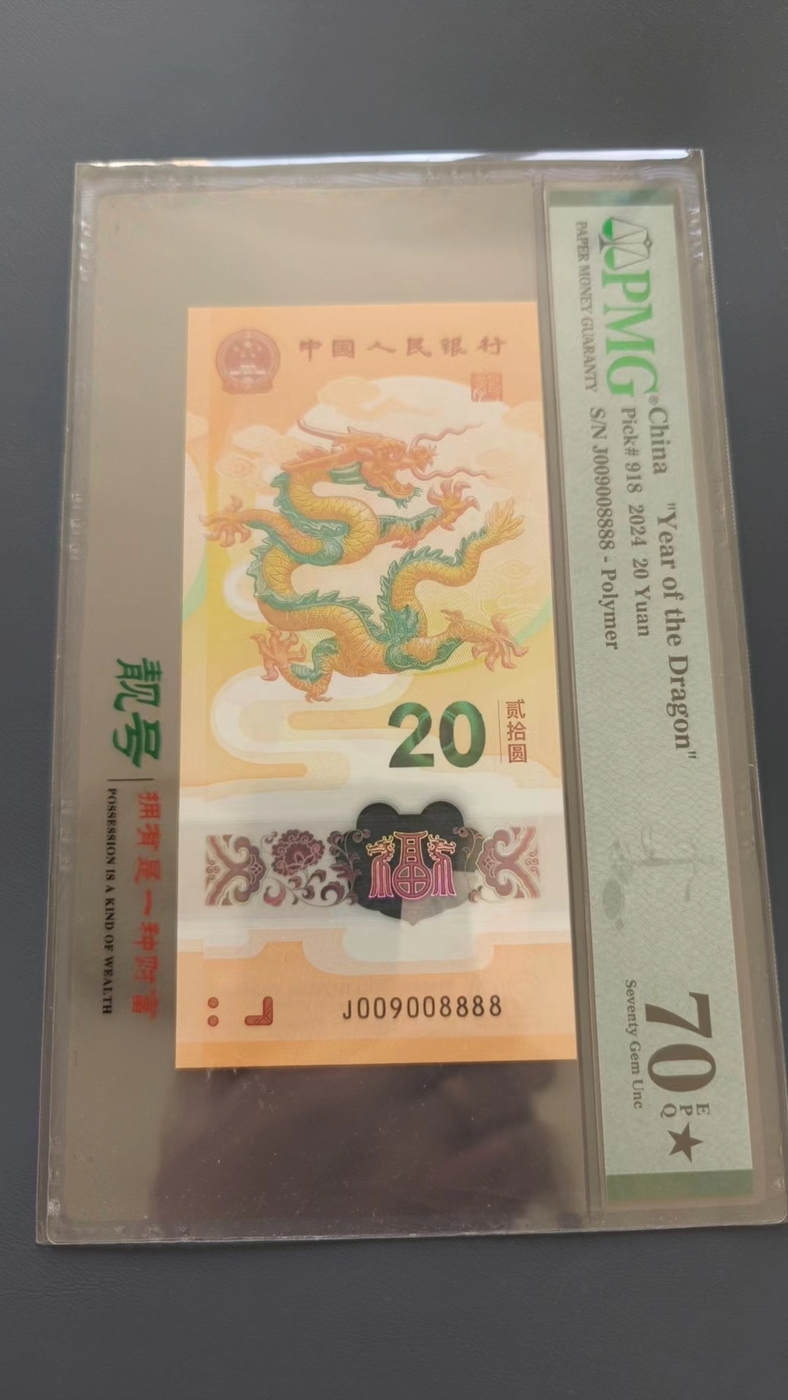 PMG
PAPER MONEY GUARANTY
China "Year of the Dragon"
Pick# 918 2024 20 Yuan
S/N J009008888 - Polymer
70 EPQ★
Seventy Gem Unc
中国人民银行
20
贰拾圆
福
J009008888
靓号
拥有是一种财富
POSSESSION IS A KIND OF WEALTH